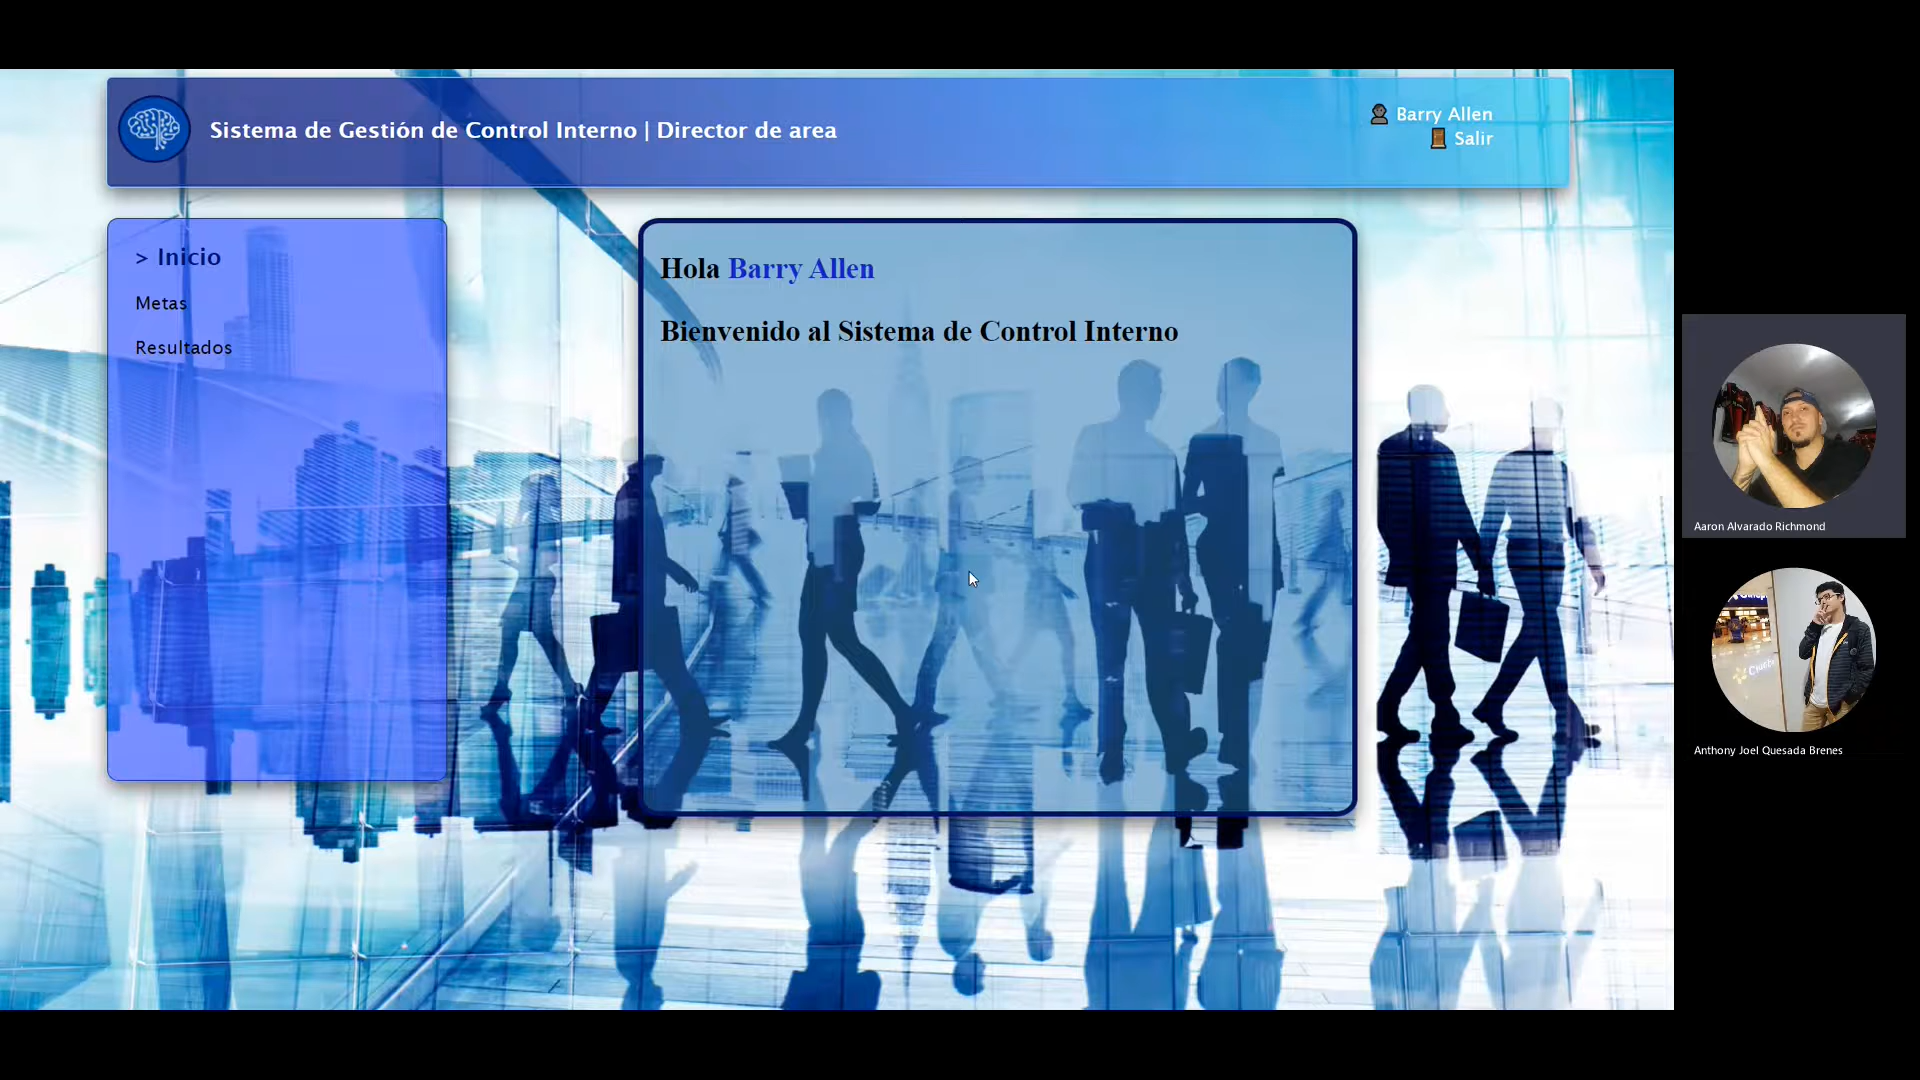 Sistema de Gestión de Control Interno | Director de area
Barry Allen
Salir
> Inicio
Metas
Resultados
Hola Barry Allen
Bienvenido al Sistema de Control Interno
Aaron Alvarado Richmond
Anthony Joel Quesada Brenes